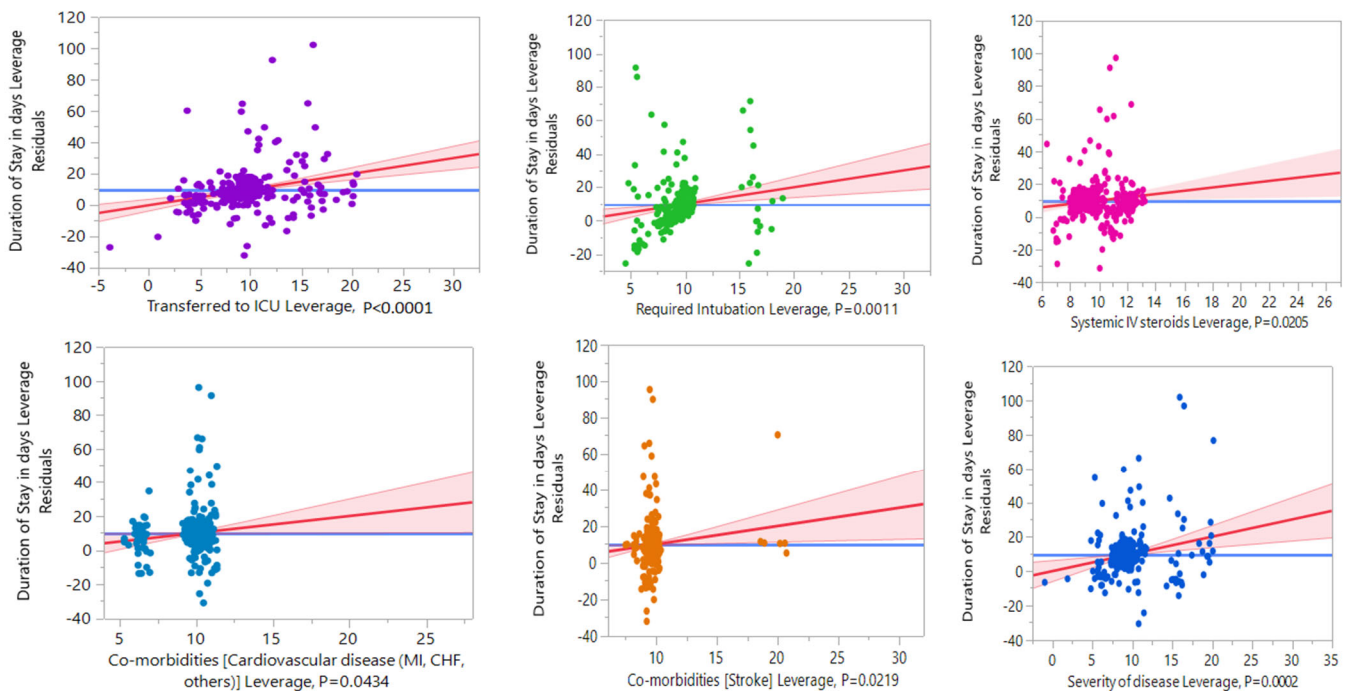 120
100
80
60
40
20
0
-20
-40
Duration of Stay in days Leverage
Residuals
-5 0 5 10 15 20 25 30
Transferred to ICU Leverage, P<0.0001
120
100
80
60
40
20
0
-20
Duration of Stay in days Leverage
Residuals
5 10 15 20 25 30
Required Intubation Leverage, P=0.0011
120
100
80
60
40
20
0
-20
-40
Duration of Stay in days Leverage
Residuals
6 8 10 12 14 16 18 20 22 24 26
Systemic IV steroids Leverage, P=0.0205
120
100
80
60
40
20
0
-20
-40
Duration of Stay in days Leverage
Residuals
5 10 15 20 25
Co-morbidities [Cardiovascular disease (MI, CHF,
others)] Leverage, P=0.0434
120
100
80
60
40
20
0
-20
-40
Duration of Stay in days Leverage
Residuals
10 15 20 25 30
Co-morbidities [Stroke] Leverage, P=0.0219
120
100
80
60
40
20
0
-20
-40
Duration of Stay in days Leverage
Residuals
0 5 10 15 20 25 30 35
Severity of disease Leverage, P=0.0002